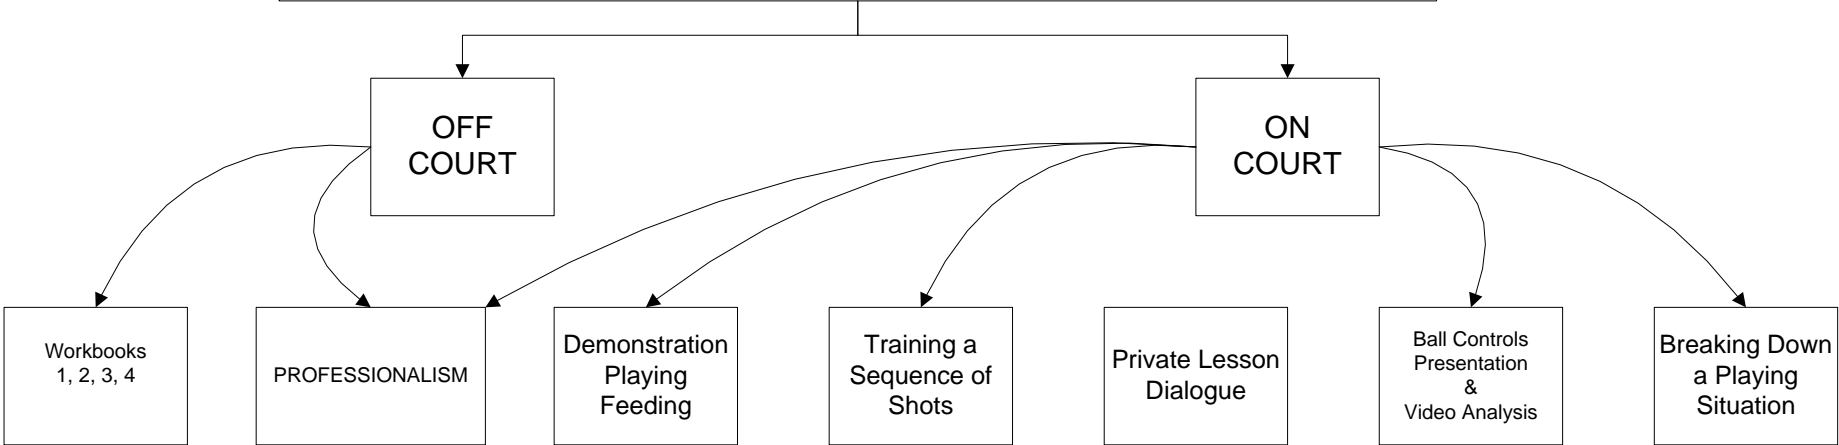 OFF
COURT
ON
COURT
Workbooks
1, 2, 3, 4
PROFESSIONALISM
Demonstration
Playing
Feeding
Training a
Sequence of
Shots
Private Lesson
Dialogue
Ball Controls
Presentation
&
Video Analysis
Breaking Down
a Playing
Situation